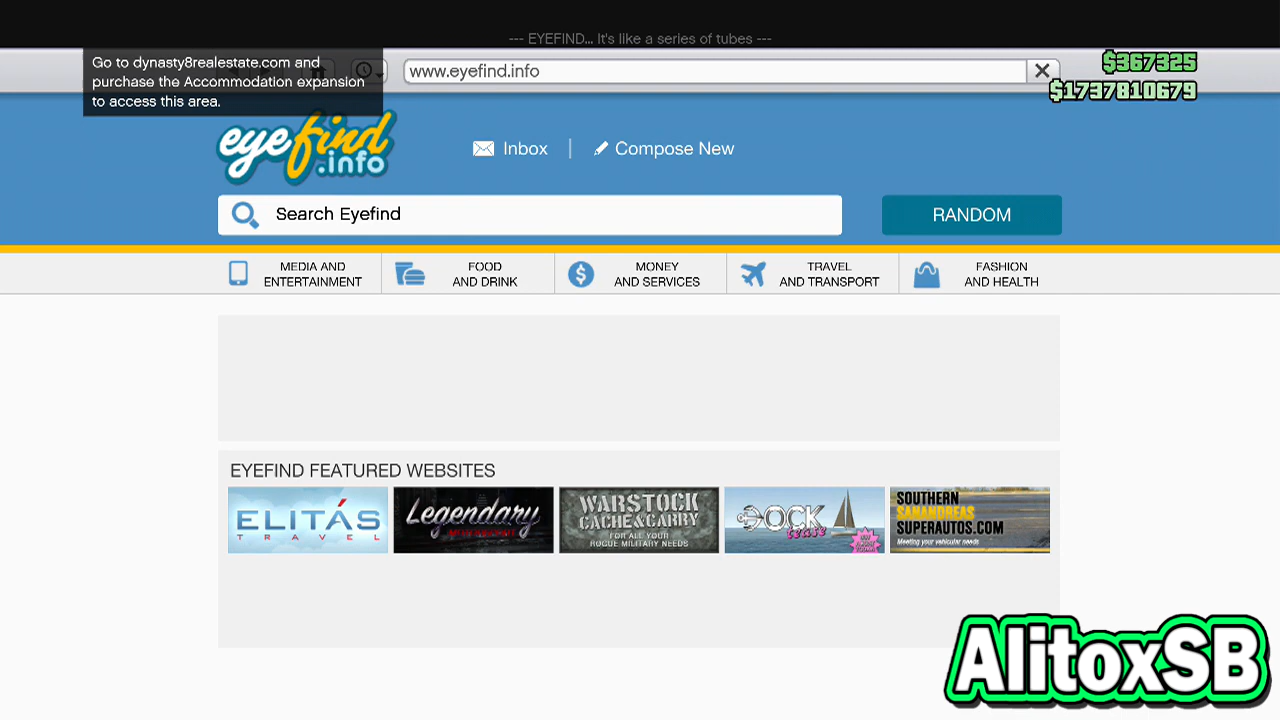 --- EYEFIND... It's like a series of tubes ---
Go to dynasty8realestate.com and
purchase the Accommodation expansion
to access this area.
www.eyefind.info
$367325
$1737810679
eyefind
.info
Inbox
Compose New
Search Eyefind
RANDOM
MEDIA AND
ENTERTAINMENT
FOOD
AND DRINK
MONEY
AND SERVICES
TRAVEL
AND TRANSPORT
FASHION
AND HEALTH
EYEFIND FEATURED WEBSITES
ELITÁS
TRAVEL
Legendary
WARSTOCK
CACHE&CARRY
FOR ALL YOUR
ROGUE MILITARY NEEDS
DOCK
tease
SOUTHERN
SANANDREAS
SUPERAUTOS.COM
Meeting your vehicular needs
AlitoxSB